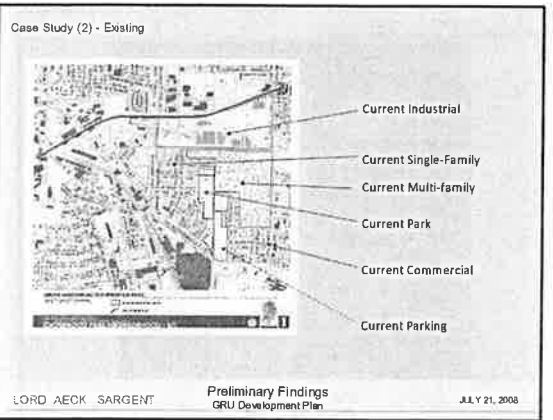 Case Study (2) - Existing
Current Industrial
Current Single-Family
Current Multi-family
Current Park
Current Commercial
Current Parking
LORD AECK SARGENT
Preliminary Findings
GRU Development Plan
JULY 21, 2008